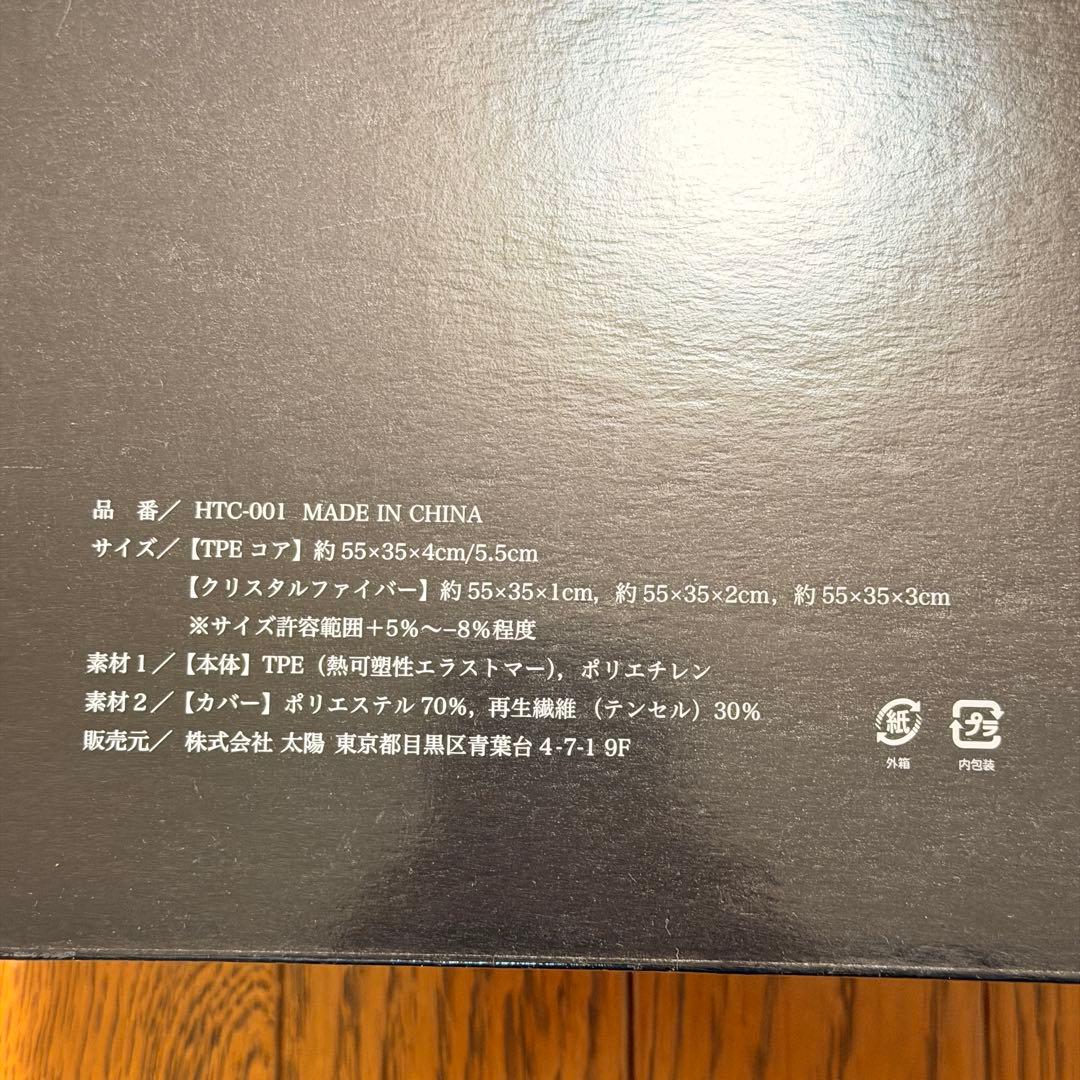 品　番／ HTC-001 MADE IN CHINA
サイズ／【TPE コア】約 55×35×4cm/5.5cm
【クリスタルファイバー】約 55×35×1cm，約 55×35×2cm，約 55×35×3cm
※サイズ許容範囲＋5%〜−8%程度
素材１／【本体】TPE（熱可塑性エラストマー），ポリエチレン
素材２／【カバー】ポリエステル 70%，再生繊維（テンセル）30%
販売元／ 株式会社 太陽 東京都目黒区青葉台 4-7-1 9F
紙 プラ
外箱 内包装